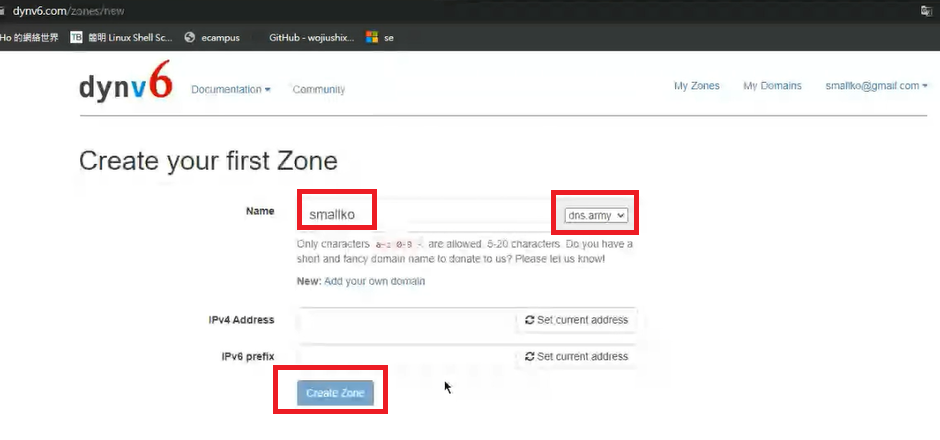 dynv6.com/zones/new
Ho 的網絡世界 TB 簡明 Linux Shell Sc... ecampus GitHub - wojiushix... se
dynv6 Documentation Community My Zones My Domains smallko@gmail.com
Create your first Zone
Name smallko dns.army
Only characters a-z 0-9 - are allowed. 5-20 characters. Do you have a
short and fancy domain name to donate to us? Please let us know!
New: Add your own domain
IPv4 Address Set current address
IPv6 prefix Set current address
Create Zone